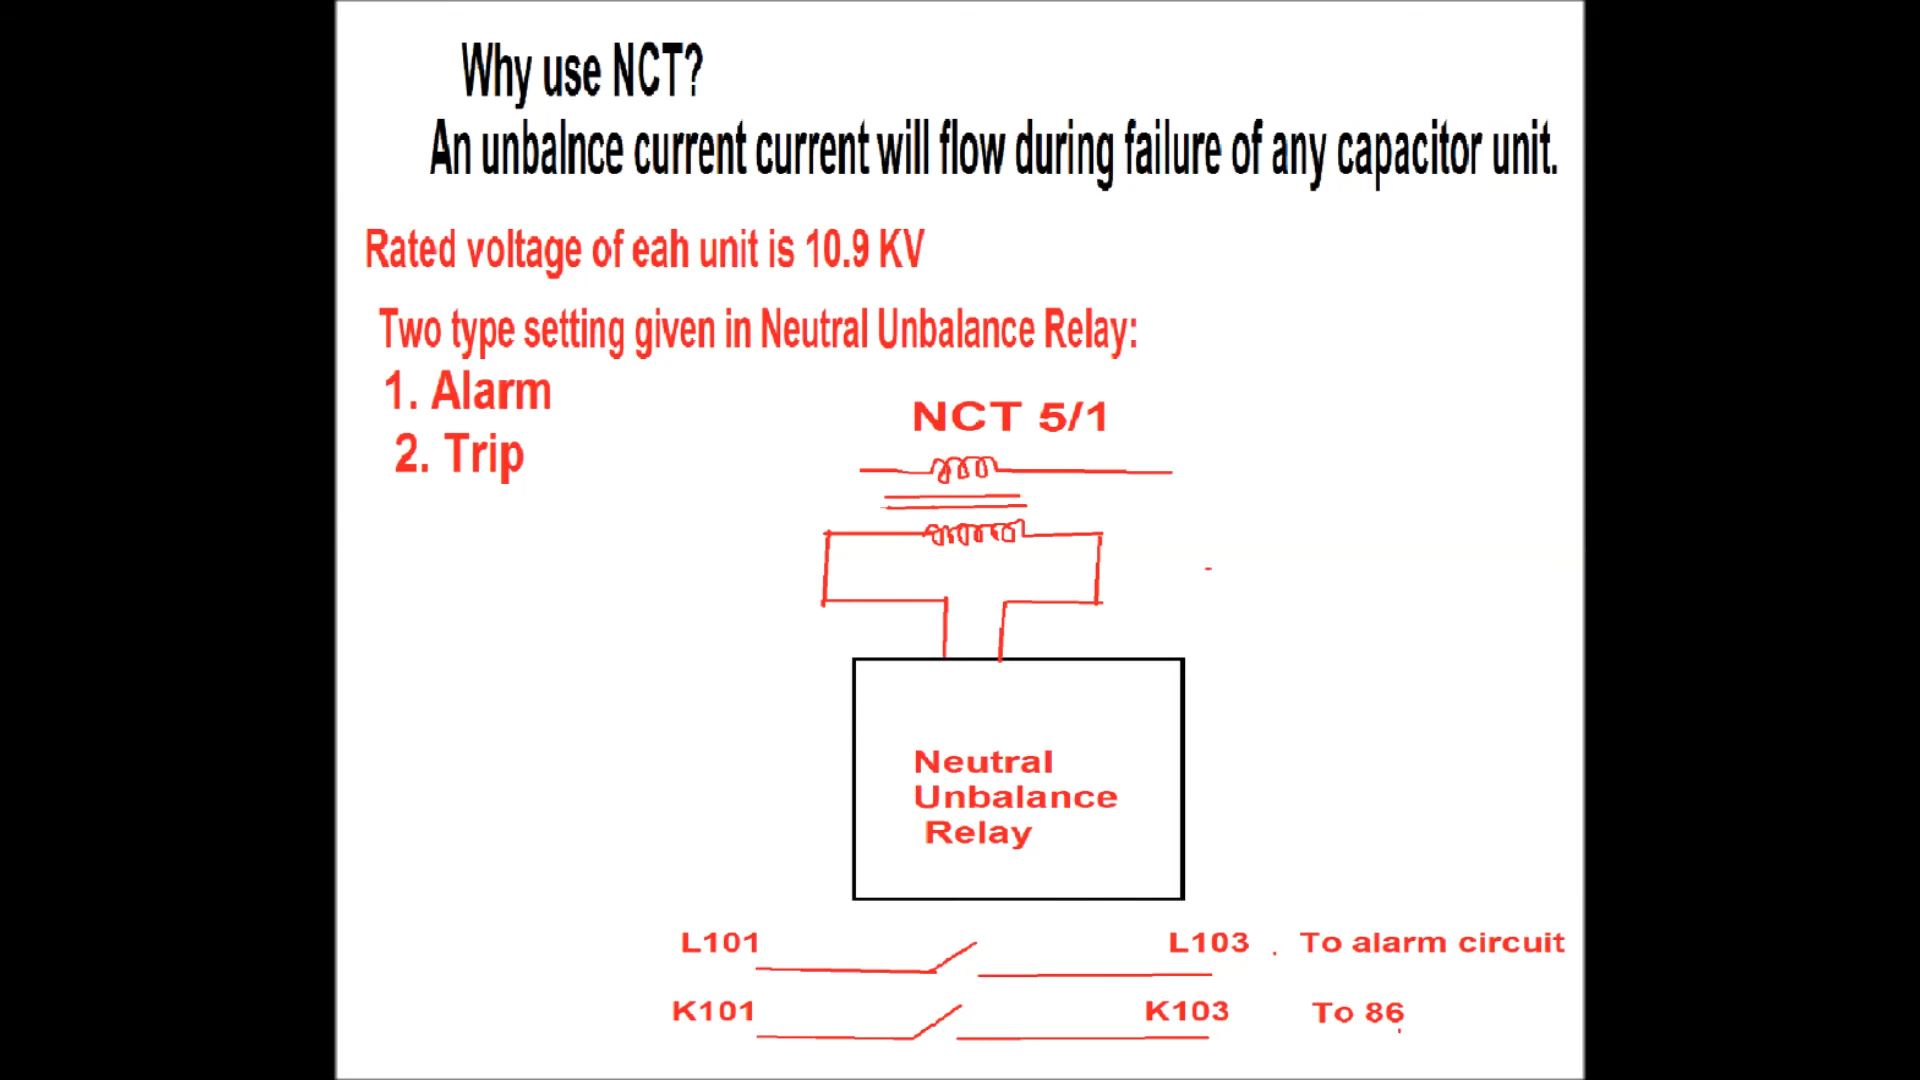 Why use NCT?
An unbalnce current current will flow during failure of any capacitor unit.
Rated voltage of eah unit is 10.9 KV
Two type setting given in Neutral Unbalance Relay:
1. Alarm
2. Trip
NCT 5/1
Neutral
Unbalance
Relay
L101 L103 To alarm circuit
K101 K103 To 86